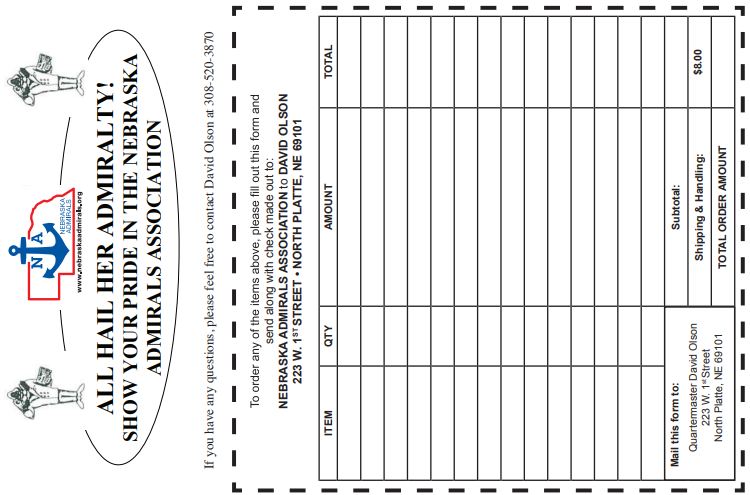 N A
NEBRASKA
ADMIRALS
www.nebraskaadmirals.org
ALL HAIL HER ADMIRALTY!
SHOW YOUR PRIDE IN THE NEBRASKA
ADMIRALS ASSOCIATION
If you have any questions, please feel free to contact David Olson at 308-520-3870
To order any of the items above, please fill out this form and
send along with check made out to:
NEBRASKA ADMIRALS ASSOCIATION to DAVID OLSON
223 W. 1ST STREET • NORTH PLATTE, NE 69101
ITEM QTY AMOUNT TOTAL
Mail this form to:
Quartermaster David Olson
223 W. 1st Street
North Platte, NE 69101
Subtotal:
Shipping & Handling: $8.00
TOTAL ORDER AMOUNT